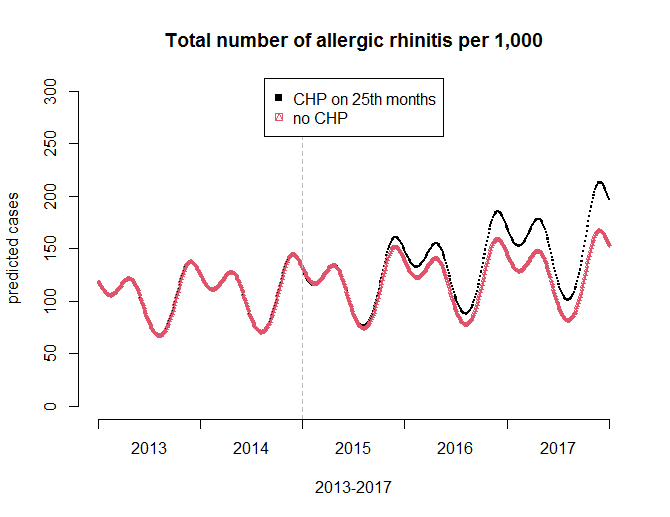 Total number of allergic rhinitis per 1,000
CHP on 25th months
no CHP
predicted cases
300
250
200
150
100
50
0
2013 2014 2015 2016 2017
2013-2017